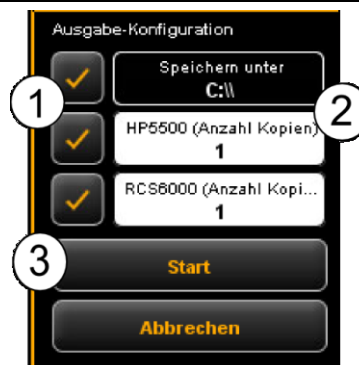 Ausgabe-Konfiguration
Speichern unter
C:\\
1
2
HP5500 (Anzahl Kopien)
1
RCS6000 (Anzahl Kopi...
1
3
Start
Abbrechen